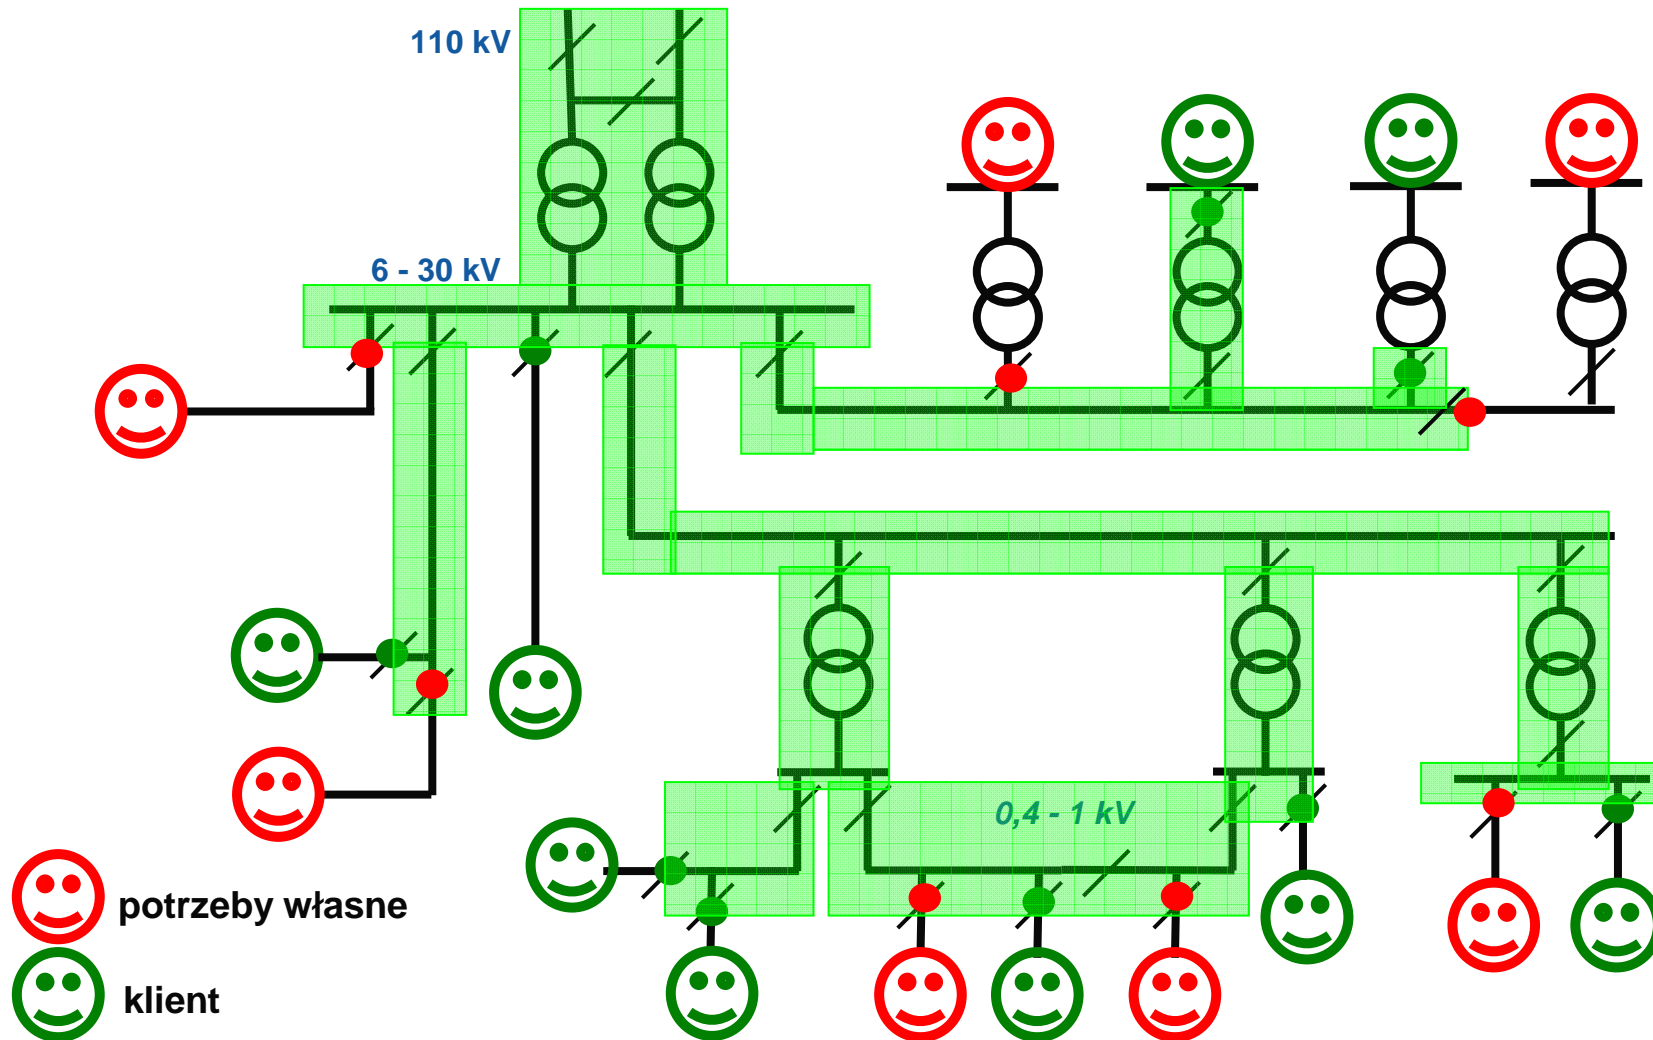 110 kV
6 - 30 kV
0,4 - 1 kV
potrzeby własne
klient